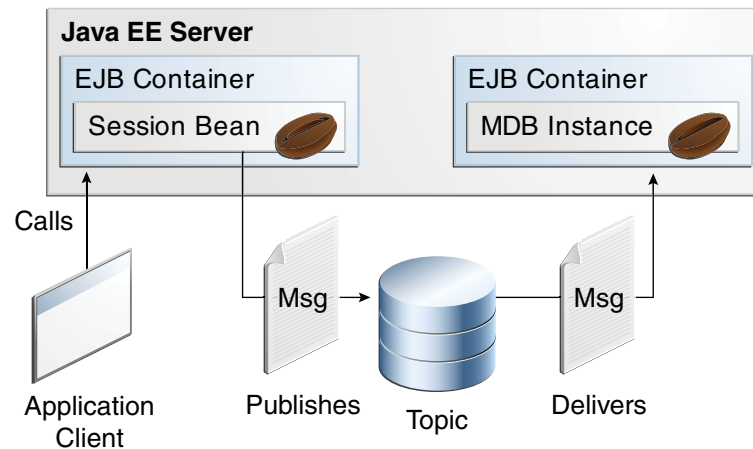 Java EE Server
EJB Container
Session Bean
EJB Container
MDB Instance
Calls
Msg
Msg
Application
Client
Publishes
Topic
Delivers